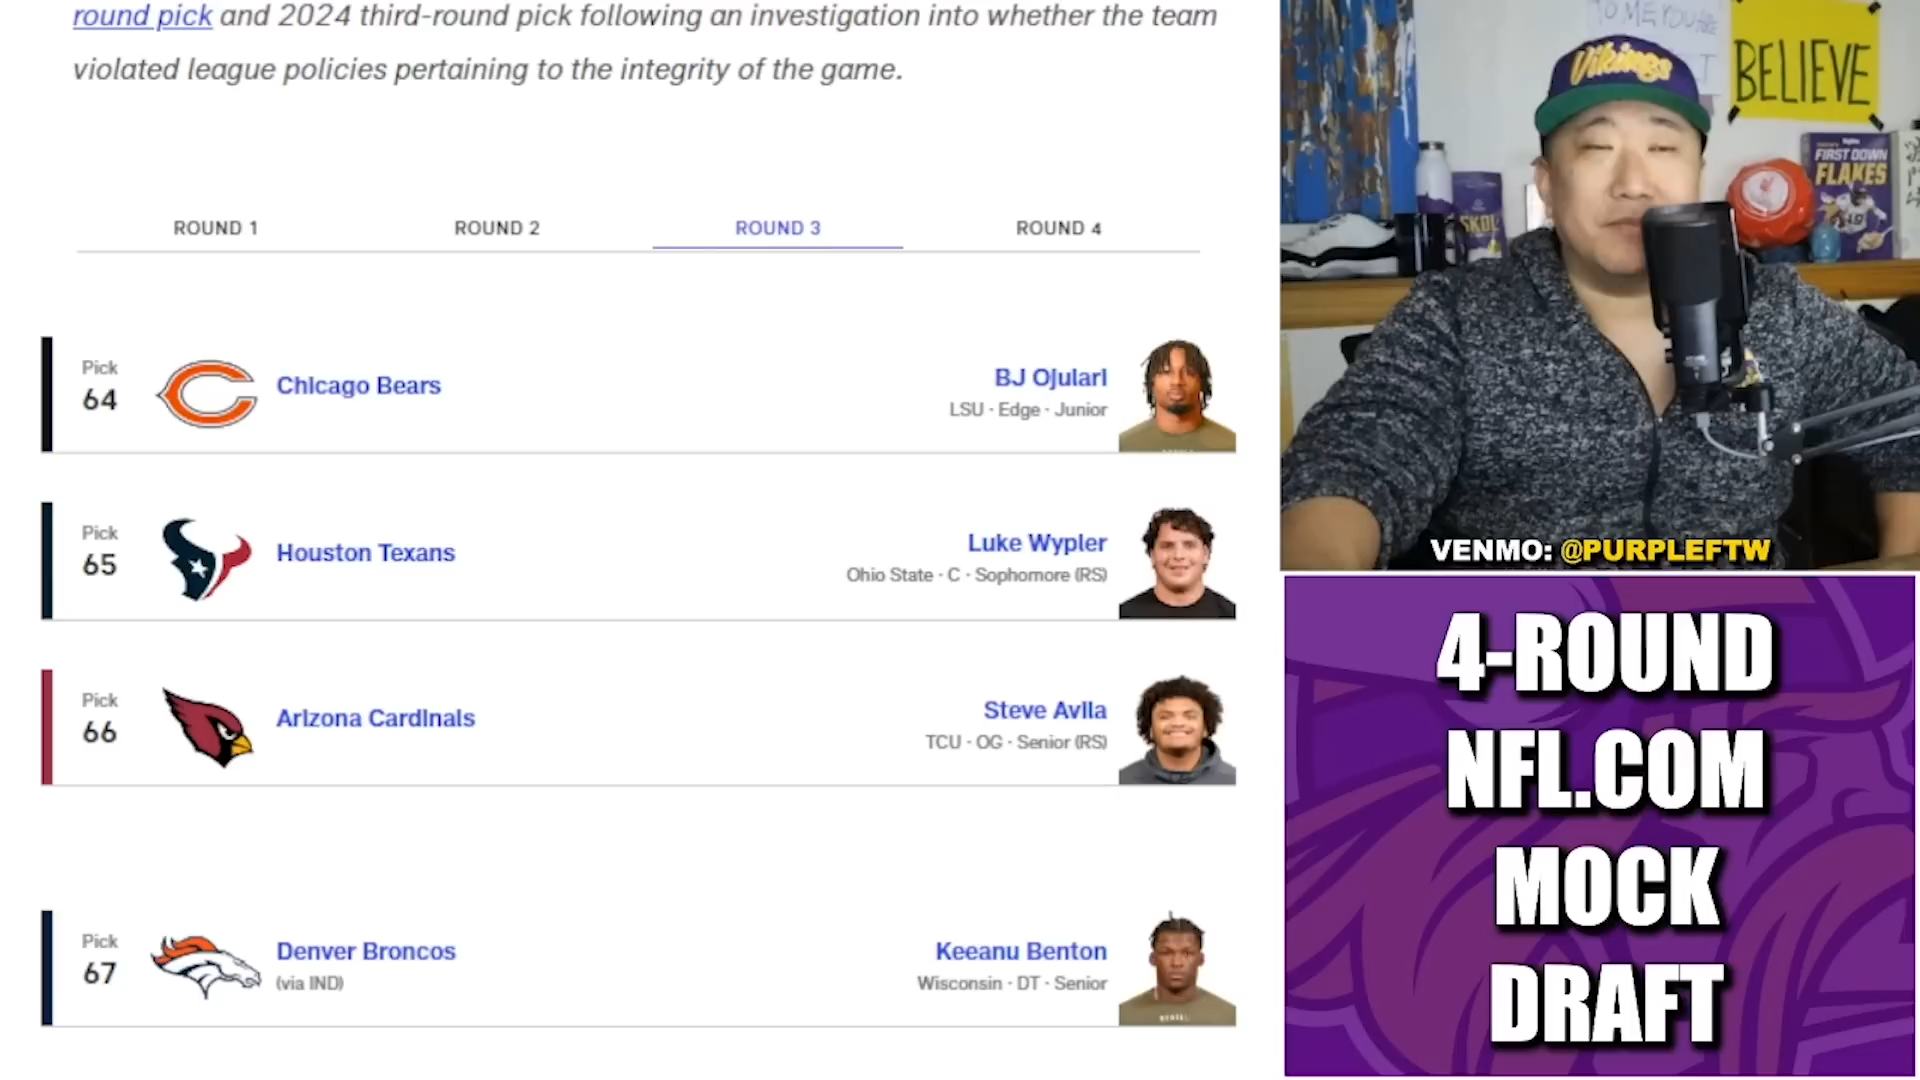 round pick and 2024 third-round pick following an investigation into whether the team
violated league policies pertaining to the integrity of the game.
ROUND 1
ROUND 2
ROUND 3
ROUND 4
Pick
64
Chicago Bears
BJ Ojulari
LSU · Edge · Junior
Pick
65
Houston Texans
Luke Wypler
Ohio State · C · Sophomore (RS)
Pick
66
Arizona Cardinals
Steve Avila
TCU · OG · Senior (RS)
Pick
67
Denver Broncos
(via IND)
Keeanu Benton
Wisconsin · DT · Senior
TO ME YOU ARE
I
BELIEVE
Vikings
FIRST DOWN
FLAKES
SKOL
VENMO: @PURPLEFTW
4-ROUND
NFL.COM
MOCK
DRAFT